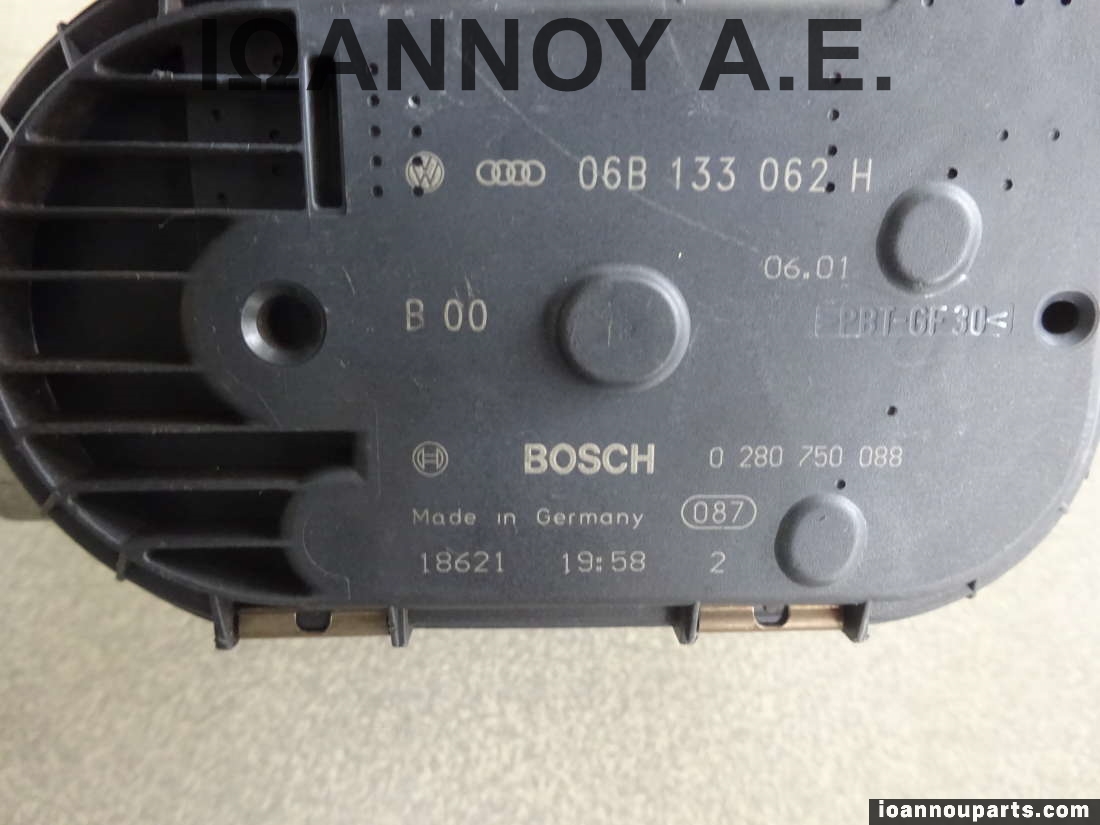 ΙΩΑΝΝΟΥ Α.Ε.
06B 133 062 H
06.01
B 00
>PBT-GF30<
BOSCH 0 280 750 088
Made in Germany 087
18621 19:58 2
ioannouparts.com